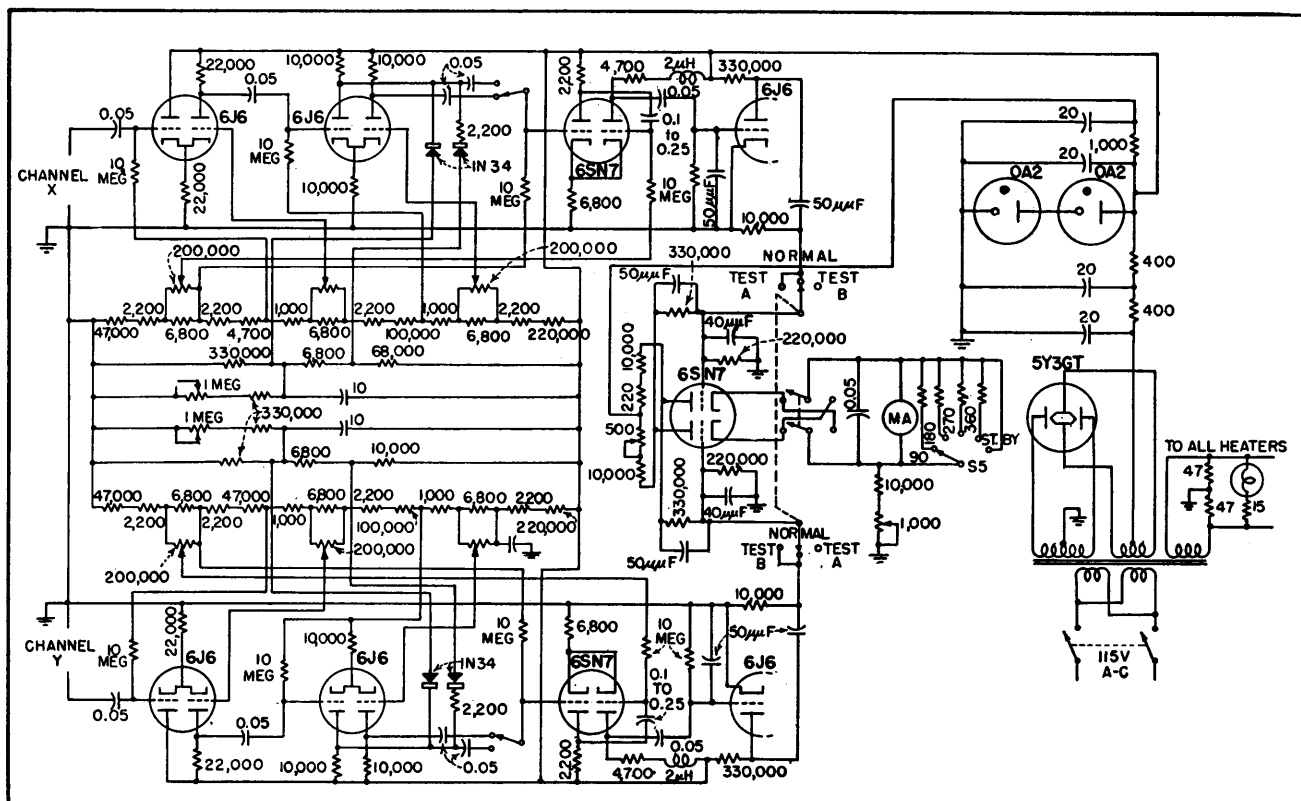 22,000
10,000
10,000
0.05
0.05
2,200
4,700
2µH
330,000
6J6
0.05
6J6
6J6
0.05
0.1
to
0.25
20
1,000
20
OA2
OA2
10
MEG
CHANNEL
X
22,000
10
MEG
10,000
2,200
IN 34
10
MEG
6SN7
6,800
10
MEG
50µµF
50µµF
10,000
200,000
200,000
330,000
NORMAL
TEST
A
TEST
B
50µµF
400
20
400
20
47,000
2,200
6,800
2,200
4,700
1,000
6,800
2,200
100,000
1,000
6,800
2,200
220,000
40µµF
220,000
330,000
6,800
68,000
1 MEG
10
330,000
1 MEG
10
6,800
10,000
10,000
220
500
10,000
6SN7
0.05
MA
180
270
360
ST. BY
90
S5
10,000
1,000
5Y3GT
TO ALL HEATERS
47
47
15
220,000
40µµF
330,000
50µµF
NORMAL
TEST
B
TEST
A
47,000
2,200
6,800
2,200
47,000
1,000
6,800
2,200
100,000
1,000
6,800
2,200
220,000
200,000
200,000
CHANNEL
Y
10
MEG
22,000
6J6
10
MEG
10,000
6J6
IN34
2,200
10
MEG
6,800
6SN7
10
MEG
0.1
TO
0.25
10,000
50µµF
6J6
115V
A-C
0.05
0.05
22,000
10,000
10,000
0.05
2,200
0.05
4,700
2µH
330,000